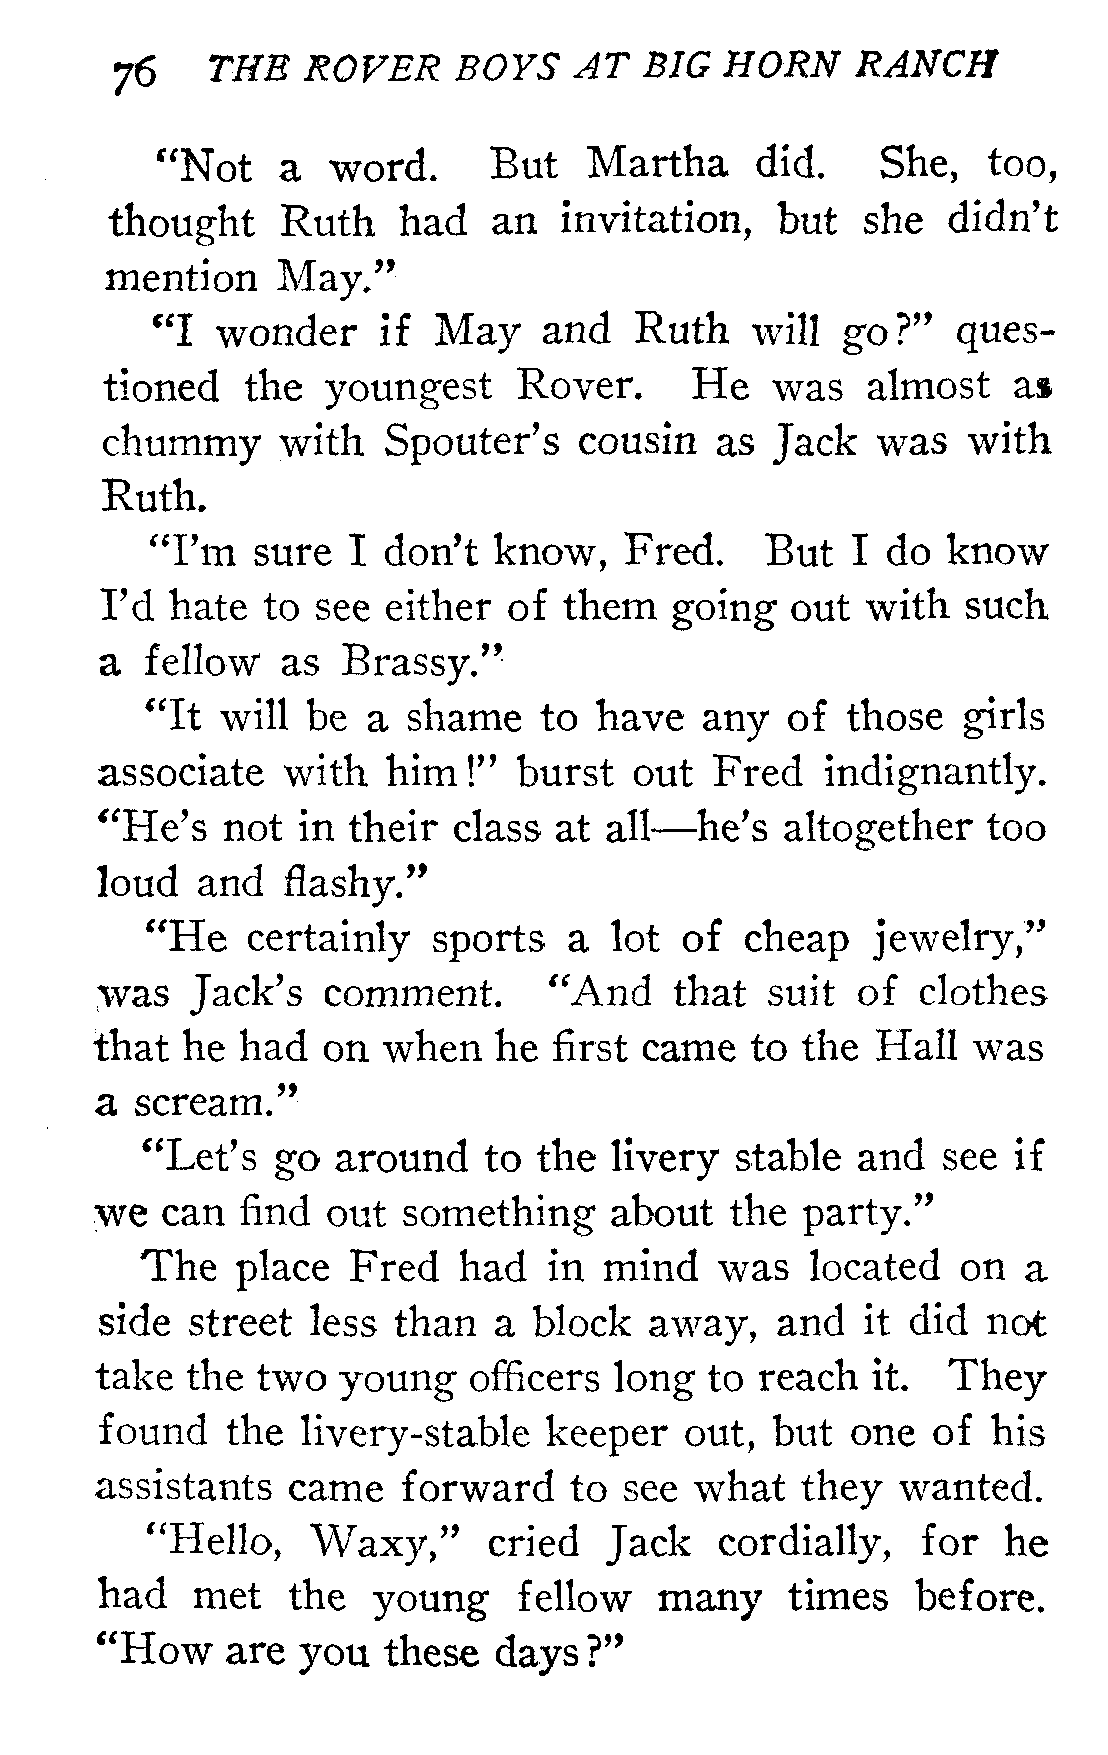 76 THE ROVER BOYS AT BIG HORN RANCH
“Not a word. But Martha did. She, too,
thought Ruth had an invitation, but she didn’t
mention May.”
“I wonder if May and Ruth will go?” ques-
tioned the youngest Rover. He was almost as
chummy with Spouter’s cousin as Jack was with
Ruth.
“I’m sure I don’t know, Fred. But I do know
I’d hate to see either of them going out with such
a fellow as Brassy.”
“It will be a shame to have any of those girls
associate with him!” burst out Fred indignantly.
“He’s not in their class at all—he’s altogether too
loud and flashy.”
“He certainly sports a lot of cheap jewelry,”
was Jack’s comment. “And that suit of clothes
that he had on when he first came to the Hall was
a scream.”
“Let’s go around to the livery stable and see if
we can find out something about the party.”
The place Fred had in mind was located on a
side street less than a block away, and it did not
take the two young officers long to reach it. They
found the livery-stable keeper out, but one of his
assistants came forward to see what they wanted.
“Hello, Waxy,” cried Jack cordially, for he
had met the young fellow many times before.
“How are you these days?”